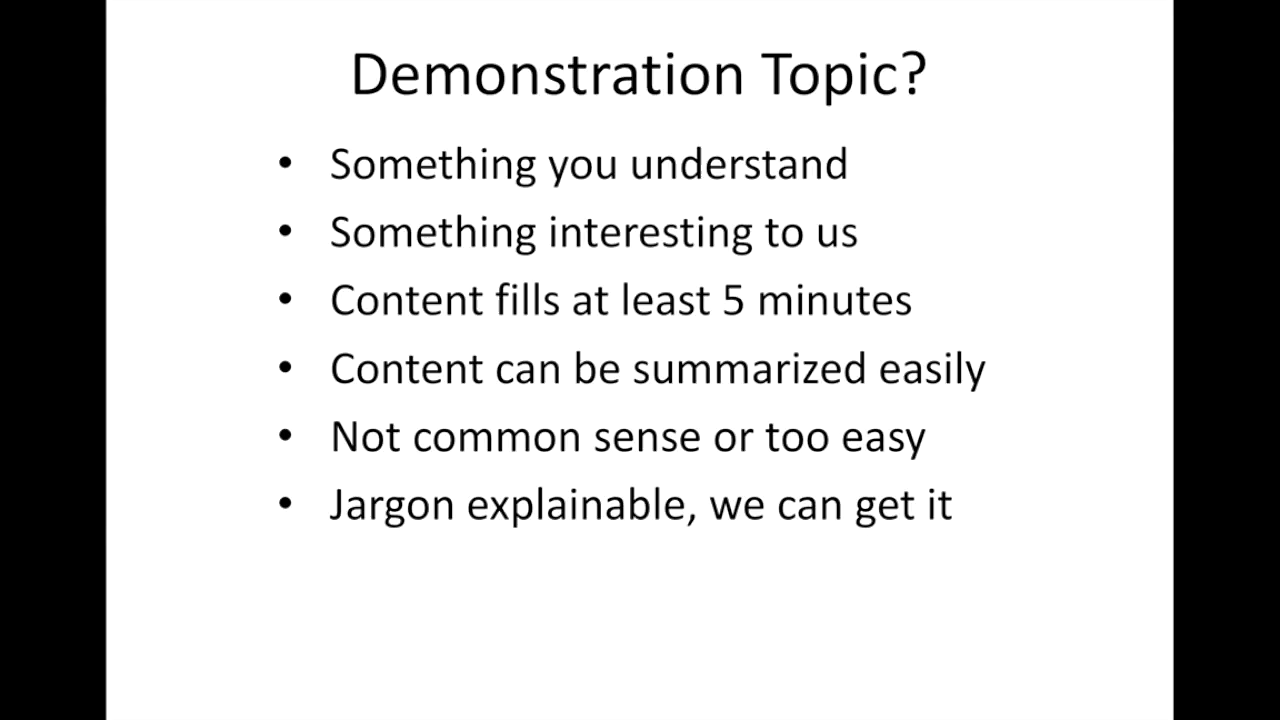 Demonstration Topic?
• Something you understand
• Something interesting to us
• Content fills at least 5 minutes
• Content can be summarized easily
• Not common sense or too easy
• Jargon explainable, we can get it